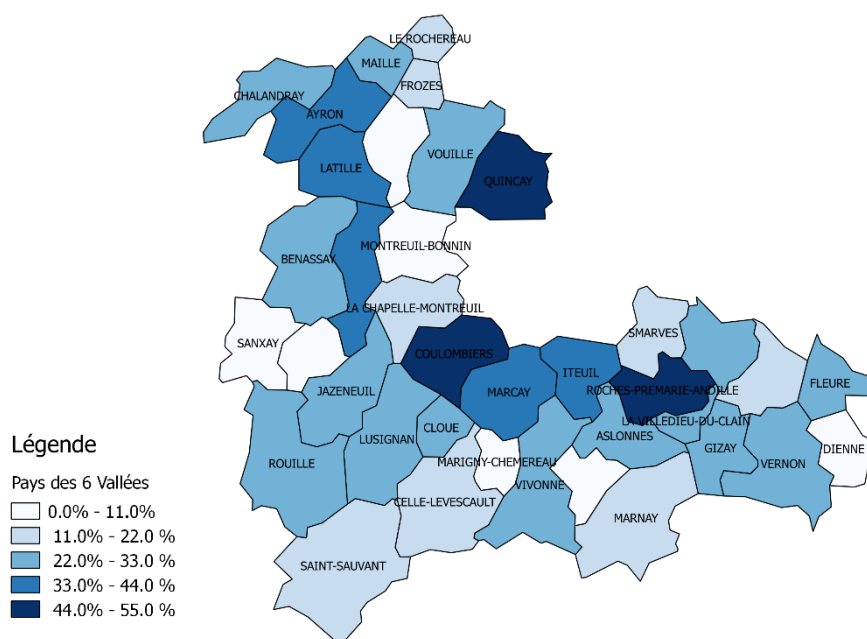 LE ROCHEREAU
MAILLE
FROZES
CHALANDRAY
AYRON
VOUILLE
LATILLE
QUINCAY
MONTREUIL-BONNIN
BENASSAY
LA CHAPELLE-MONTREUIL
SMARVES
SANXAY
COULOMBIERS
ITEUIL
MARCAY
ROCHES-PREMARIE-ANDILLE
FLEURE
JAZENEUIL
LA VILLEDIEU-DU-CLAIN
CLOUE
LUSIGNAN
ASLONNES
GIZAY
DIENNE
ROUILLE
MARIGNY-CHEMEREAU
VERNON
VIVONNE
CELLE-LEVESCAULT
MARNAY
SAINT-SAUVANT
Légende
Pays des 6 Vallées
0.0% - 11.0%
11.0% - 22.0 %
22.0% - 33.0 %
33.0% - 44.0 %
44.0% - 55.0 %